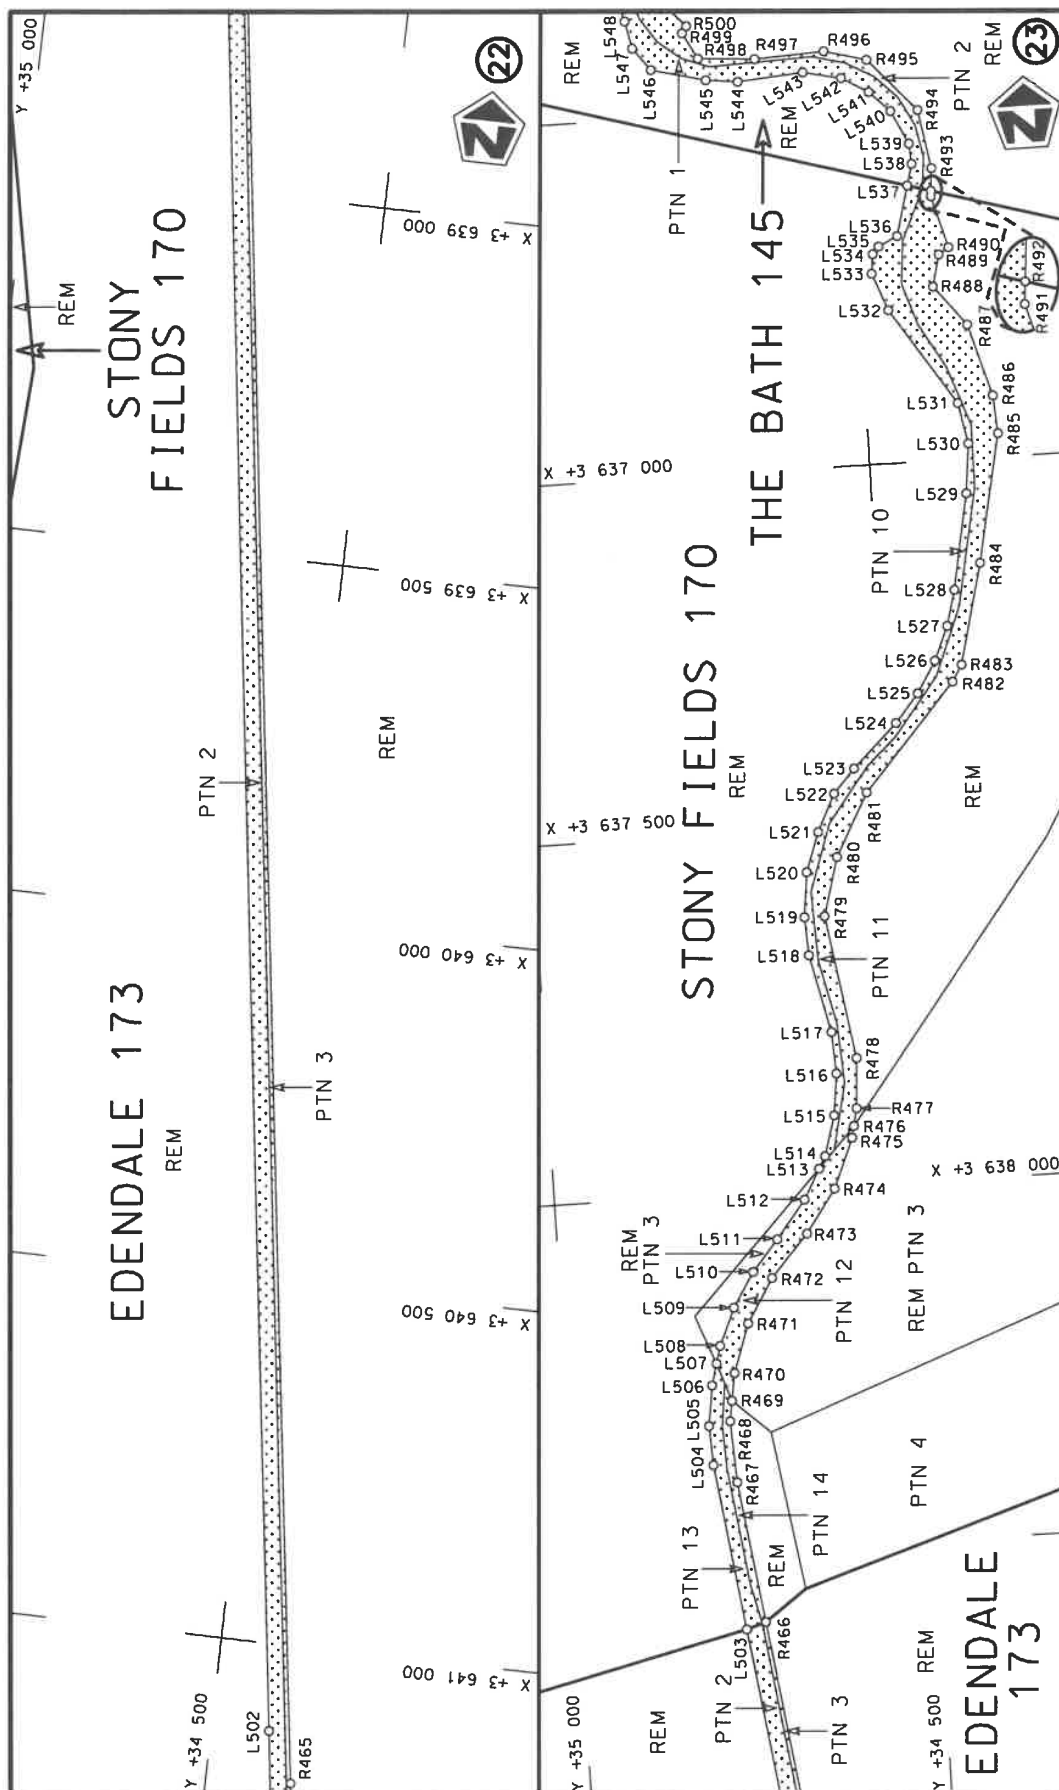 Y +35 000
22
N
STONY
FIELDS 170
REM
X +3 639 000
X +3 639 500
PTN 2
REM
EDENDALE 173
REM
PTN 3
X +3 640 000
X +3 640 500
X +3 641 000
Y +34 500
L502
R465
23
N
REM
PTN 2
REM
PTN 1
REM
THE BATH 145
L548
L547
L546
L545
L544
L543
L542
L541
L540
L539
L538
L537
L536
L535
L534
L533
L532
L531
L530
L529
L528
L527
L526
L525
L524
L523
L522
L521
L520
L519
L518
L517
L516
L515
L514
L513
L512
L511
L510
L509
L508
L507
L506
L505
L504
L503
R500
R499
R498
R497
R496
R495
R494
R493
R492
R491
R490
R489
R488
R487
R486
R485
R484
R483
R482
R481
R480
R479
R478
R477
R476
R475
R474
R473
R472
R471
R470
R469
R468
R467
R466
X +3 637 000
PTN 10
STONY FIELDS 170
REM
X +3 637 500
REM
PTN 11
X +3 638 000
REM
PTN 3
PTN 12
REM PTN 3
PTN 13
REM
PTN 14
PTN 4
Y +35 000
REM
PTN 2
PTN 3
REM
Y +34 500
EDENDALE
173